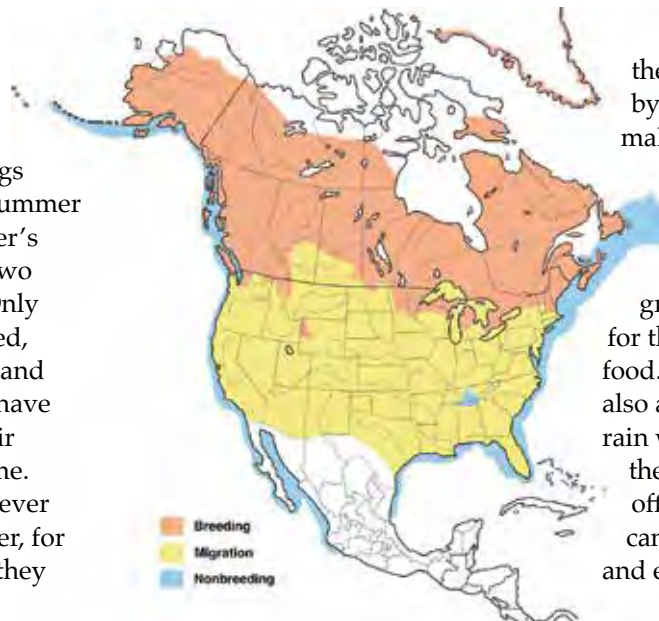 gs
ummer
er's
wo
nly
ed,
and
have
ir
ne.
ever
er, for
they
Breeding
Migration
Nonbreeding
the
by
mal
gr
for th
food.
also a
rain
the
off
can
and e